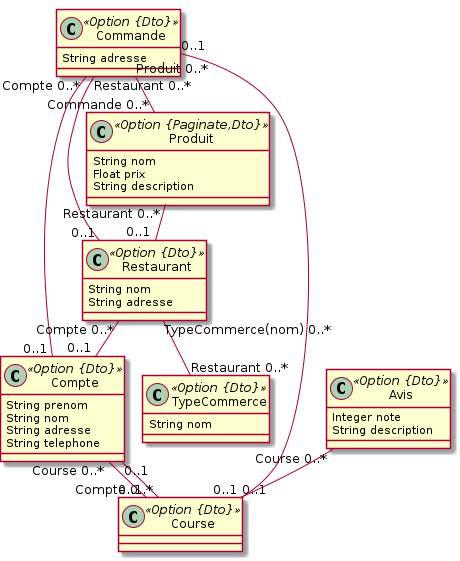 C «Option {Dto}»
Commande
String adresse
0..1
Produit 0..*
Compte 0..*
Restaurant 0..*
Commande 0..*
C «Option {Paginate,Dto}»
Produit
String nom
Float prix
String description
Restaurant 0..*
0..1
0..1
C «Option {Dto}»
Restaurant
String nom
String adresse
Compte 0..*
TypeCommerce(nom) 0..*
0..1
0..1
Restaurant 0..*
C «Option {Dto}»
Compte
String prenom
String nom
String adresse
String telephone
C «Option {Dto}»
TypeCommerce
String nom
C «Option {Dto}»
Avis
Integer note
String description
Course 0..*
Course 0..*
0..1
Compte 0..*
0..1
0..1
0..1
C «Option {Dto}»
Course